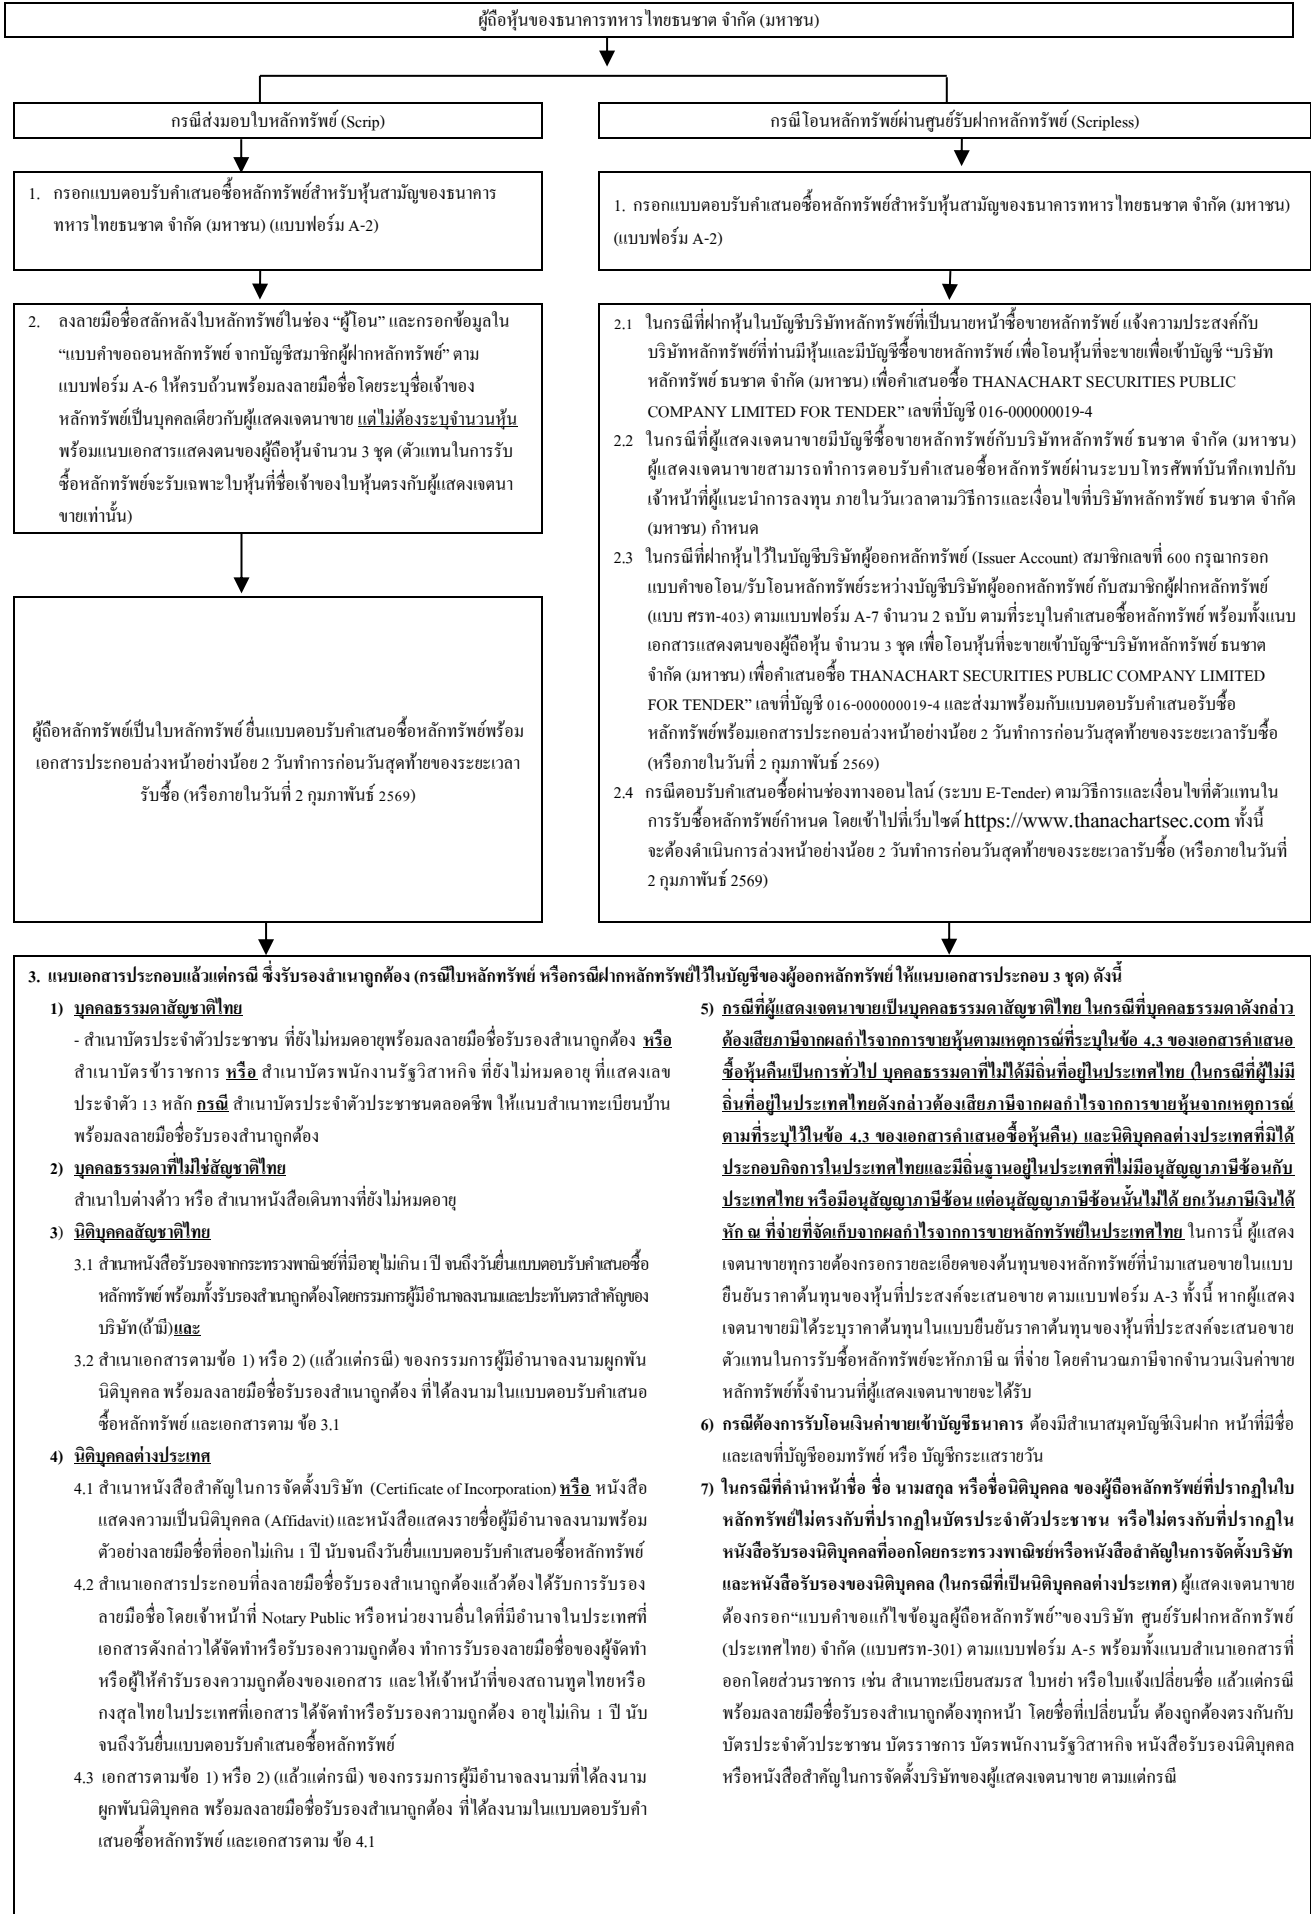 ผู้ถือหุ้นของธนาคารทหารไทยธนชาต จำกัด (มหาชน)
กรณีส่งมอบใบหลักทรัพย์ (Scrip)
กรณีโอนหลักทรัพย์ผ่านศูนย์รับฝากหลักทรัพย์ (Scripless)
1. กรอกแบบตอบรับคำเสนอซื้อหลักทรัพย์สำหรับหุ้นสามัญของธนาคาร
ทหารไทยธนชาต จำกัด (มหาชน) (แบบฟอร์ม A-2)
1. กรอกแบบตอบรับคำเสนอซื้อหลักทรัพย์สำหรับหุ้นสามัญของธนาคารทหารไทยธนชาต จำกัด (มหาชน)
(แบบฟอร์ม A-2)
2. ลงลายมือชื่อสลักหลังใบหลักทรัพย์ในช่อง “ผู้โอน” และกรอกข้อมูลใน
“แบบคำขอถอนหลักทรัพย์ จากบัญชีสมาชิกผู้ฝากหลักทรัพย์” ตาม
แบบฟอร์ม A-6 ให้ครบถ้วนพร้อมลงลายมือชื่อโดยระบุชื่อเจ้าของ
หลักทรัพย์เป็นบุคคลเดียวกับผู้แสดงเจตนาขาย แต่ไม่ต้องระบุจำนวนหุ้น
พร้อมแนบเอกสารแสดงตนของผู้ถือหุ้นจำนวน 3 ชุด (ตัวแทนในการรับ
ซื้อหลักทรัพย์จะรับเฉพาะใบหุ้นที่ชื่อเจ้าของใบหุ้นตรงกับผู้แสดงเจตนา
ขายเท่านั้น)
ผู้ถือหลักทรัพย์เป็นใบหลักทรัพย์ ยื่นแบบตอบรับคำเสนอซื้อหลักทรัพย์พร้อม
เอกสารประกอบล่วงหน้าอย่างน้อย 2 วันทำการก่อนวันสุดท้ายของระยะเวลา
รับซื้อ (หรือภายในวันที่ 2 กุมภาพันธ์ 2569)
2.1 ในกรณีที่ฝากหุ้นในบัญชีบริษัทหลักทรัพย์ที่เป็นนายหน้าซื้อขายหลักทรัพย์ แจ้งความประสงค์กับ
บริษัทหลักทรัพย์ที่ท่านมีหุ้นและมีบัญชีซื้อขายหลักทรัพย์ เพื่อโอนหุ้นที่จะขายเพื่อเข้าบัญชี “บริษัท
หลักทรัพย์ ธนชาต จำกัด (มหาชน) เพื่อคำเสนอซื้อ THANACHART SECURITIES PUBLIC
COMPANY LIMITED FOR TENDER” เลขที่บัญชี 016-000000019-4
2.2 ในกรณีที่ผู้แสดงเจตนาขายมีบัญชีซื้อขายหลักทรัพย์กับบริษัทหลักทรัพย์ ธนชาต จำกัด (มหาชน)
ผู้แสดงเจตนาขายสามารถทำการตอบรับคำเสนอซื้อหลักทรัพย์ผ่านระบบโทรศัพท์บันทึกเทปกับ
เจ้าหน้าที่ผู้แนะนำการลงทุน ภายในวันเวลาตามวิธีการและเงื่อนไขที่บริษัทหลักทรัพย์ ธนชาต จำกัด
(มหาชน) กำหนด
2.3 ในกรณีที่ฝากหุ้นไว้ในบัญชีบริษัทผู้ออกหลักทรัพย์ (Issuer Account) สมาชิกเลขที่ 600 กรุณากรอก
แบบคำขอโอน/รับโอนหลักทรัพย์ระหว่างบัญชีบริษัทผู้ออกหลักทรัพย์ กับสมาชิกผู้ฝากหลักทรัพย์
(แบบ ศรท-403) ตามแบบฟอร์ม A-7 จำนวน 2 ฉบับ ตามที่ระบุในคำเสนอซื้อหลักทรัพย์ พร้อมทั้งแนบ
เอกสารแสดงตนของผู้ถือหุ้น จำนวน 3 ชุด เพื่อโอนหุ้นที่จะขายเข้าบัญชี“บริษัทหลักทรัพย์ ธนชาต
จำกัด (มหาชน) เพื่อคำเสนอซื้อ THANACHART SECURITIES PUBLIC COMPANY LIMITED
FOR TENDER” เลขที่บัญชี 016-000000019-4 และส่งมาพร้อมกับแบบตอบรับคำเสนอรับซื้อ
หลักทรัพย์พร้อมเอกสารประกอบล่วงหน้าอย่างน้อย 2 วันทำการก่อนวันสุดท้ายของระยะเวลารับซื้อ
(หรือภายในวันที่ 2 กุมภาพันธ์ 2569)
2.4 กรณีตอบรับคำเสนอซื้อผ่านช่องทางออนไลน์ (ระบบ E-Tender) ตามวิธีการและเงื่อนไขที่ตัวแทนใน
การรับซื้อหลักทรัพย์กำหนด โดยเข้าไปที่เว็บไซต์ https://www.thanachartsec.com ทั้งนี้
จะต้องดำเนินการล่วงหน้าอย่างน้อย 2 วันทำการก่อนวันสุดท้ายของระยะเวลารับซื้อ (หรือภายในวันที่
2 กุมภาพันธ์ 2569)
3. แนบเอกสารประกอบแล้วแต่กรณี ซึ่งรับรองสำเนาถูกต้อง (กรณีใบหลักทรัพย์ หรือกรณีฝากหลักทรัพย์ไว้ในบัญชีของผู้ออกหลักทรัพย์ ให้แนบเอกสารประกอบ 3 ชุด) ดังนี้
1) บุคคลธรรมดาสัญชาติไทย
- สำเนาบัตรประจำตัวประชาชน ที่ยังไม่หมดอายุพร้อมลงลายมือชื่อรับรองสำเนาถูกต้อง หรือ
สำเนาบัตรข้าราชการ หรือ สำเนาบัตรพนักงานรัฐวิสาหกิจ ที่ยังไม่หมดอายุ ที่แสดงเลข
ประจำตัว 13 หลัก กรณี สำเนาบัตรประจำตัวประชาชนตลอดชีพ ให้แนบสำเนาทะเบียนบ้าน
พร้อมลงลายมือชื่อรับรองสำนาถูกต้อง
2) บุคคลธรรมดาที่ไม่ใช่สัญชาติไทย
สำเนาใบต่างด้าว หรือ สำเนาหนังสือเดินทางที่ยังไม่หมดอายุ
3) นิติบุคคลสัญชาติไทย
3.1 สำเนาหนังสือรับรองจากกระทรวงพาณิชย์ที่มีอายุไม่เกิน 1 ปี จนถึงวันยื่นแบบตอบรับคำเสนอซื้อ
หลักทรัพย์ พร้อมทั้งรับรองสำเนาถูกต้องโดยกรรมการผู้มีอำนาจลงนามและประทับตราสำคัญของ
บริษัท(ถ้ามี)และ
3.2 สำเนาเอกสารตามข้อ 1) หรือ 2) (แล้วแต่กรณี) ของกรรมการผู้มีอำนาจลงนามผูกพัน
นิติบุคคล พร้อมลงลายมือชื่อรับรองสำเนาถูกต้อง ที่ได้ลงนามในแบบตอบรับคำเสนอ
ซื้อหลักทรัพย์ และเอกสารตาม ข้อ 3.1
4) นิติบุคคลต่างประเทศ
4.1 สำเนาหนังสือสำคัญในการจัดตั้งบริษัท (Certificate of Incorporation) หรือ หนังสือ
แสดงความเป็นนิติบุคคล (Affidavit) และหนังสือแสดงรายชื่อผู้มีอำนาจลงนามพร้อม
ตัวอย่างลายมือชื่อที่ออกไม่เกิน 1 ปี นับจนถึงวันยื่นแบบตอบรับคำเสนอซื้อหลักทรัพย์
4.2 สำเนาเอกสารประกอบที่ลงลายมือชื่อรับรองสำเนาถูกต้องแล้วต้องได้รับการรับรอง
ลายมือชื่อโดยเจ้าหน้าที่ Notary Public หรือหน่วยงานอื่นใดที่มีอำนาจในประเทศที่
เอกสารดังกล่าวได้จัดทำหรือรับรองความถูกต้อง ทำการรับรองลายมือชื่อของผู้จัดทำ
หรือผู้ให้คำรับรองความถูกต้องของเอกสาร และให้เจ้าหน้าที่ของสถานทูตไทยหรือ
กงสุลไทยในประเทศที่เอกสารได้จัดทำหรือรับรองความถูกต้อง อายุไม่เกิน 1 ปี นับ
จนถึงวันยื่นแบบตอบรับคำเสนอซื้อหลักทรัพย์
4.3 เอกสารตามข้อ 1) หรือ 2) (แล้วแต่กรณี) ของกรรมการผู้มีอำนาจลงนามที่ได้ลงนาม
ผูกพันนิติบุคคล พร้อมลงลายมือชื่อรับรองสำเนาถูกต้อง ที่ได้ลงนามในแบบตอบรับคำ
เสนอซื้อหลักทรัพย์ และเอกสารตาม ข้อ 4.1
5) กรณีที่ผู้แสดงเจตนาขายเป็นบุคคลธรรมดาสัญชาติไทย ในกรณีที่บุคคลธรรมดาดังกล่าว
ต้องเสียภาษีจากผลกำไรจากการขายหุ้นตามเหตุการณ์ที่ระบุในข้อ 4.3 ของเอกสารคำเสนอ
ซื้อหุ้นคืนเป็นการทั่วไป บุคคลธรรมดาที่ไม่ได้มีถิ่นที่อยู่ในประเทศไทย (ในกรณีที่ผู้ไม่มี
ถิ่นที่อยู่ในประเทศไทยดังกล่าวต้องเสียภาษีจากผลกำไรจากการขายหุ้นจากเหตุการณ์
ตามที่ระบุไว้ในข้อ 4.3 ของเอกสารคำเสนอซื้อหุ้นคืน) และนิติบุคคลต่างประเทศที่มิได้
ประกอบกิจการในประเทศไทยและมีถิ่นฐานอยู่ในประเทศที่ไม่มีอนุสัญญาภาษีซ้อนกับ
ประเทศไทย หรือมีอนุสัญญาภาษีซ้อน แต่อนุสัญญาภาษีซ้อนนั้นไม่ได้ ยกเว้นภาษีเงินได้
หัก ณ ที่จ่ายที่จัดเก็บจากผลกำไรจากการขายหลักทรัพย์ในประเทศไทย ในการนี้ ผู้แสดง
เจตนาขายทุกรายต้องกรอกรายละเอียดของต้นทุนของหลักทรัพย์ที่นำมาเสนอขายในแบบ
ยืนยันราคาต้นทุนของหุ้นที่ประสงค์จะเสนอขาย ตามแบบฟอร์ม A-3 ทั้งนี้ หากผู้แสดง
เจตนาขายมิได้ระบุราคาต้นทุนในแบบยืนยันราคาต้นทุนของหุ้นที่ประสงค์จะเสนอขาย
ตัวแทนในการรับซื้อหลักทรัพย์จะหักภาษี ณ ที่จ่าย โดยคำนวณภาษีจากจำนวนเงินค่าขาย
หลักทรัพย์ทั้งจำนวนที่ผู้แสดงเจตนาขายจะได้รับ
6) กรณีต้องการรับโอนเงินค่าขายเข้าบัญชีธนาคาร ต้องมีสำเนาสมุดบัญชีเงินฝาก หน้าที่มีชื่อ
และเลขที่บัญชีออมทรัพย์ หรือ บัญชีกระแสรายวัน
7) ในกรณีที่คำนำหน้าชื่อ ชื่อ นามสกุล หรือชื่อนิติบุคคล ของผู้ถือหลักทรัพย์ที่ปรากฏในใบ
หลักทรัพย์ไม่ตรงกับที่ปรากฏในบัตรประจำตัวประชาชน หรือไม่ตรงกับที่ปรากฏใน
หนังสือรับรองนิติบุคคลที่ออกโดยกระทรวงพาณิชย์หรือหนังสือสำคัญในการจัดตั้งบริษัท
และหนังสือรับรองของนิติบุคคล (ในกรณีที่เป็นนิติบุคคลต่างประเทศ) ผู้แสดงเจตนาขาย
ต้องกรอก“แบบคำขอแก้ไขข้อมูลผู้ถือหลักทรัพย์”ของบริษัท ศูนย์รับฝากหลักทรัพย์
(ประเทศไทย) จำกัด (แบบศรท-301) ตามแบบฟอร์ม A-5 พร้อมทั้งแนบสำเนาเอกสารที่
ออกโดยส่วนราชการ เช่น สำเนาทะเบียนสมรส ใบหย่า หรือใบแจ้งเปลี่ยนชื่อ แล้วแต่กรณี
พร้อมลงลายมือชื่อรับรองสำเนาถูกต้องทุกหน้า โดยชื่อที่เปลี่ยนนั้น ต้องถูกต้องตรงกันกับ
บัตรประจำตัวประชาชน บัตรราชการ บัตรพนักงานรัฐวิสาหกิจ หนังสือรับรองนิติบุคคล
หรือหนังสือสำคัญในการจัดตั้งบริษัทของผู้แสดงเจตนาขาย ตามแต่กรณี